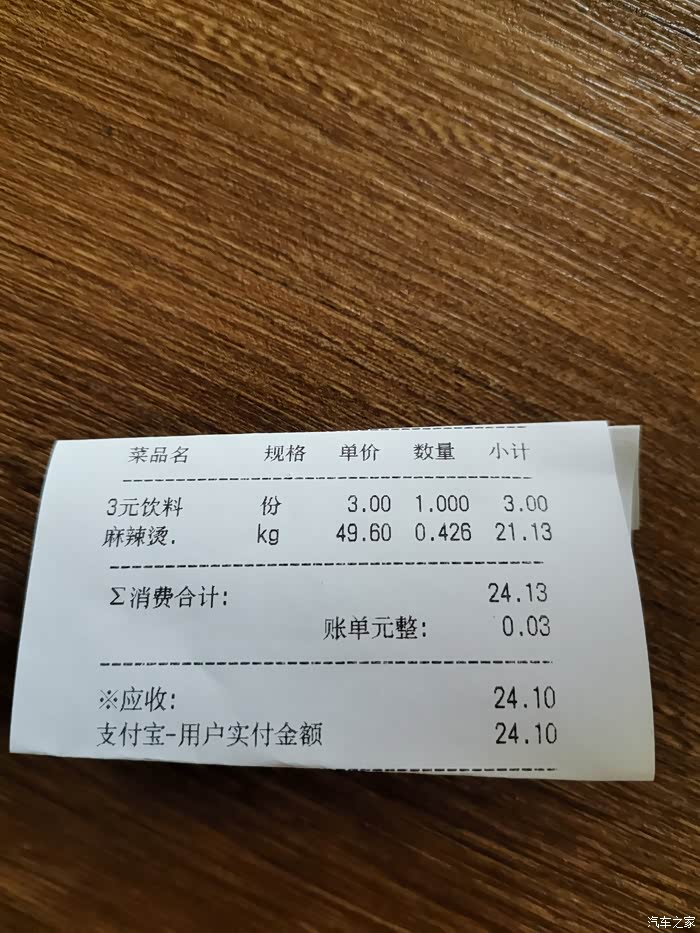 菜品名 规格 单价 数量 小计
3元饮料 份 3.00 1.000 3.00
麻辣烫. kg 49.60 0.426 21.13
Σ消费合计: 24.13
账单元整: 0.03
※应收: 24.10
支付宝-用户实付金额 24.10
汽车之家